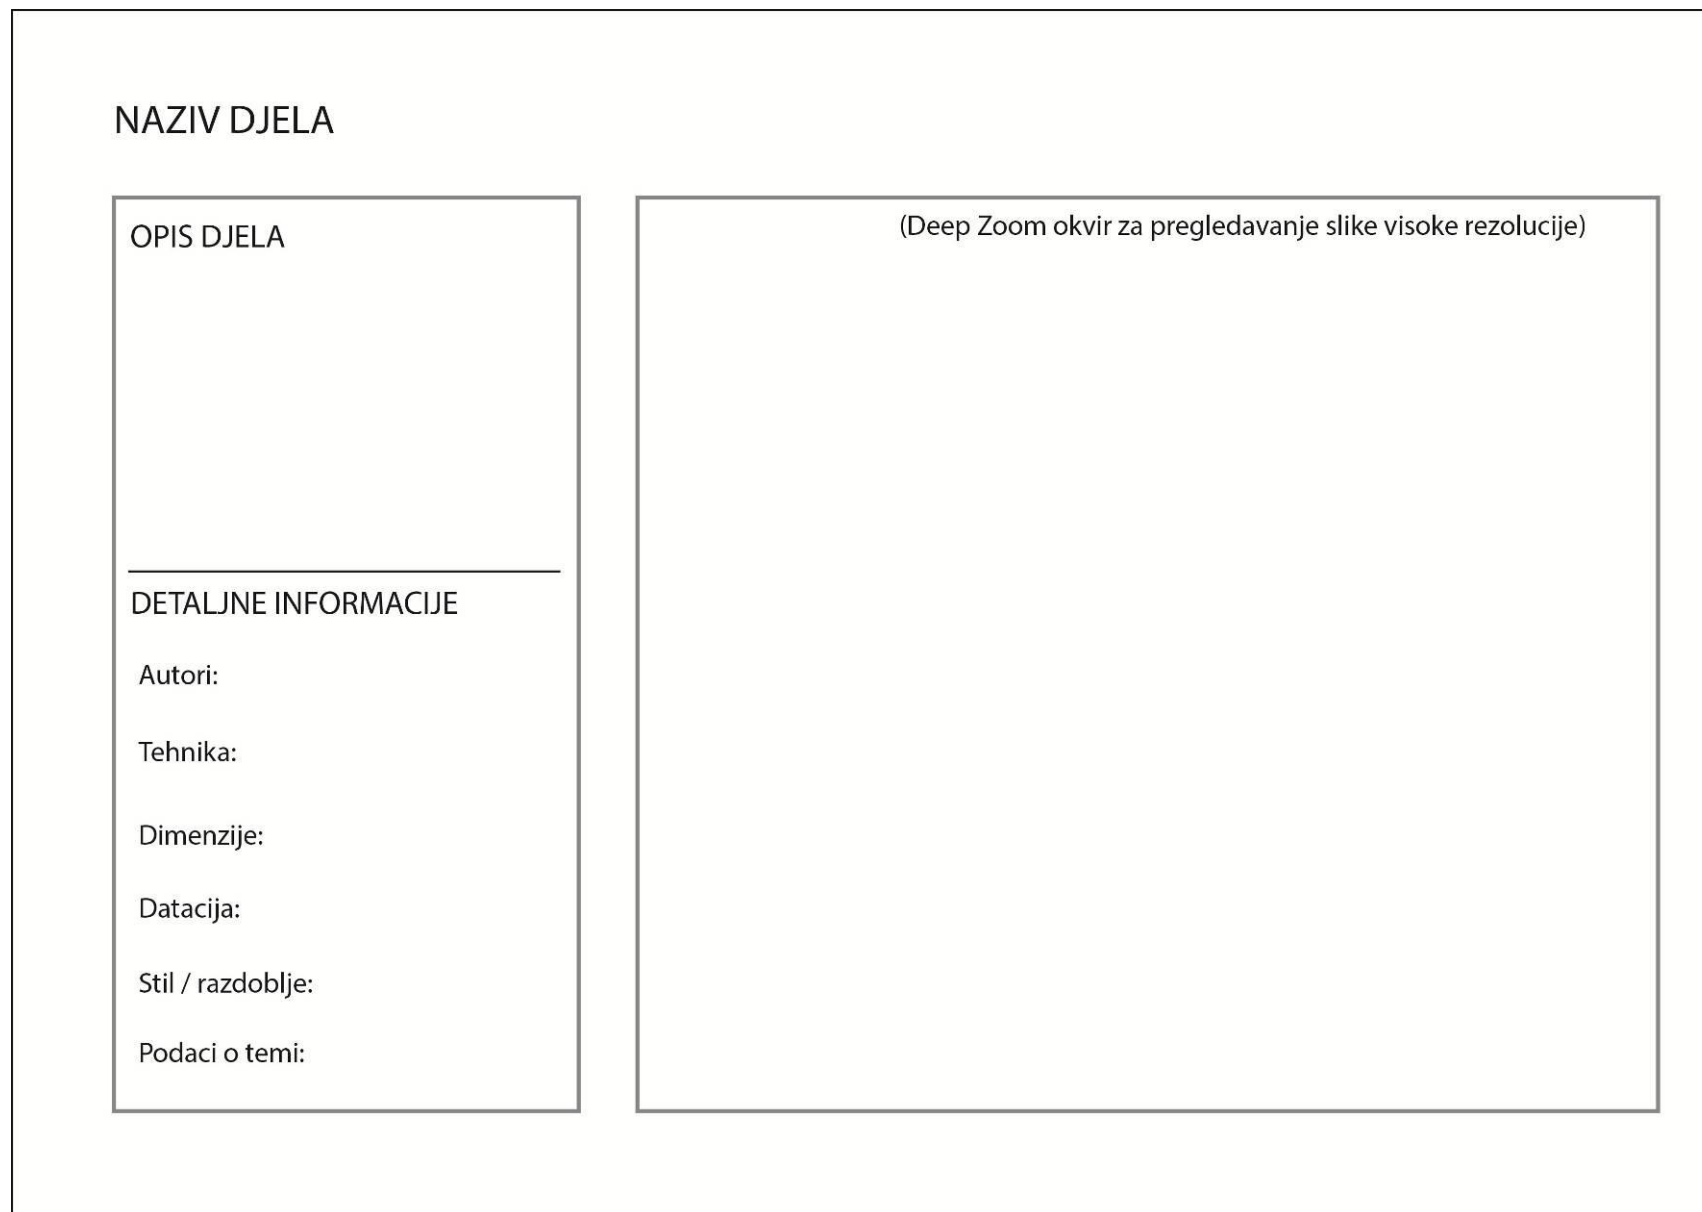 NAZIV DJELA
OPIS DJELA
DETALJNE INFORMACIJE
Autori:
Tehnika:
Dimenzije:
Datacija:
Stil / razdoblje:
Podaci o temi:
(Deep Zoom okvir za pregledavanje slike visoke rezolucije)